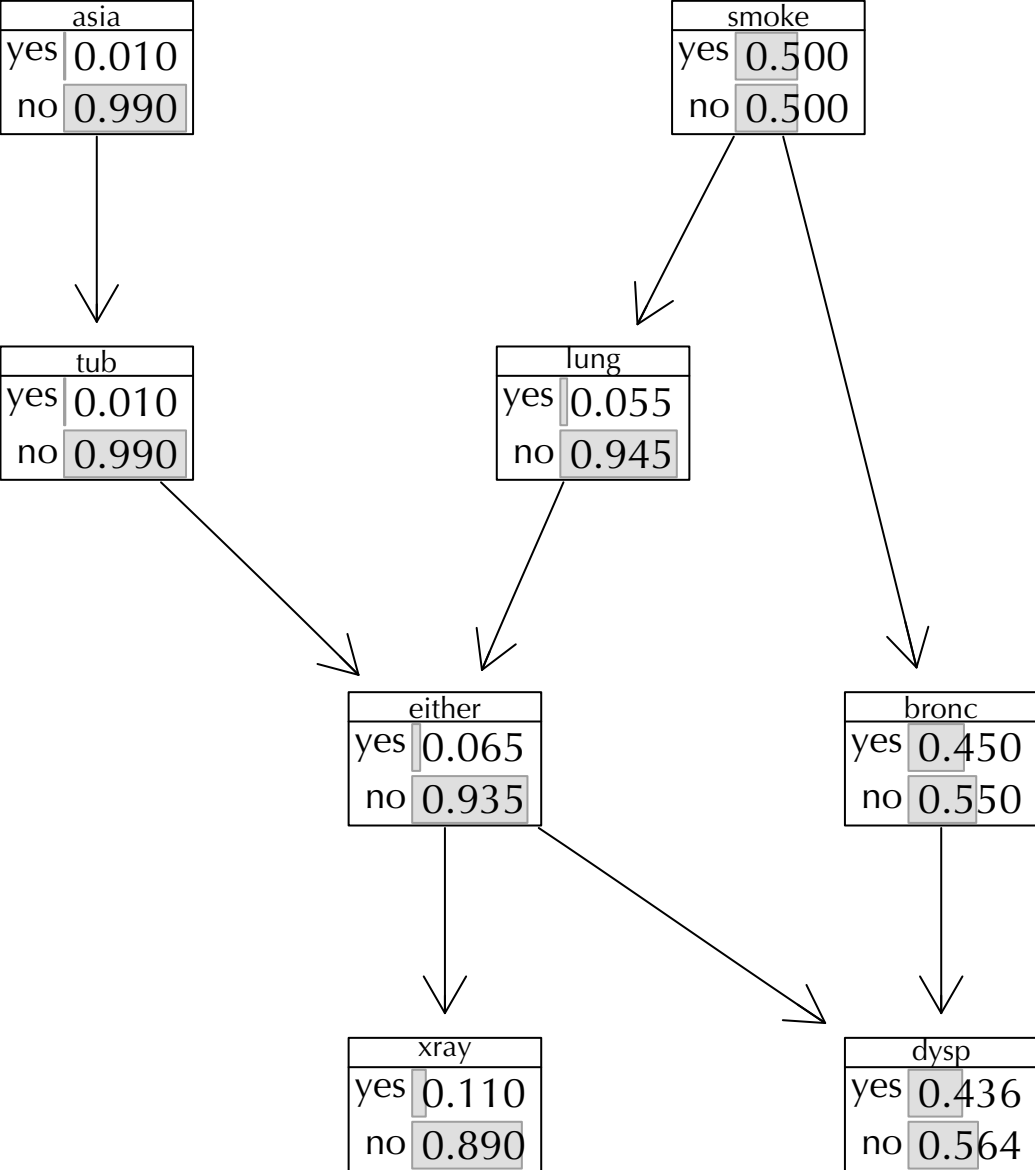 asia
yes 0.010
no 0.990
smoke
yes 0.500
no 0.500
tub
yes 0.010
no 0.990
lung
yes 0.055
no 0.945
either
yes 0.065
no 0.935
bronc
yes 0.450
no 0.550
xray
yes 0.110
no 0.890
dysp
yes 0.436
no 0.564